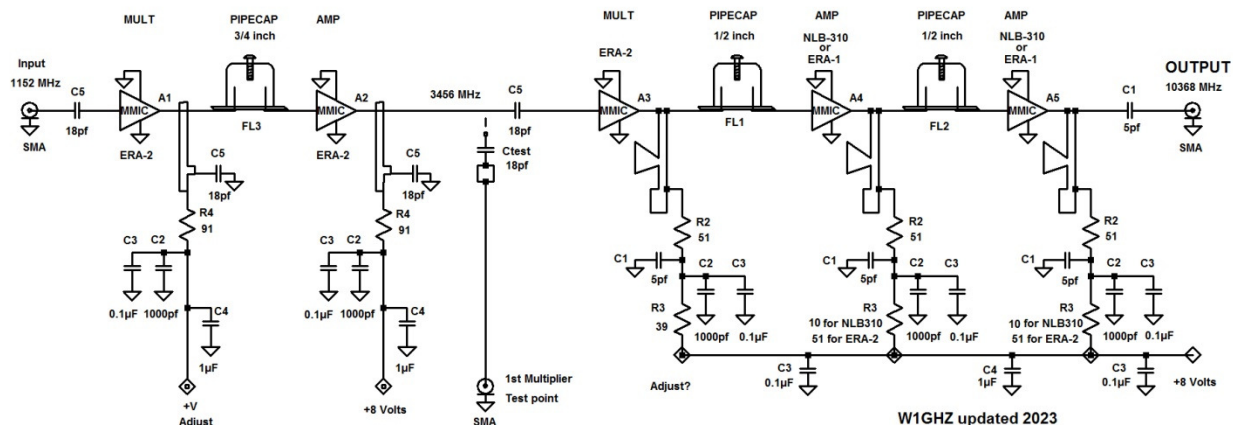 MULT
PIPECAP
3/4 inch
AMP
Input
1152 MHz
C5
18pf
SMA
MMIC
A1
ERA-2
FL3
MMIC
A2
ERA-2
3456 MHz
C5
18pf
Ctest
18pf
C5
18pf
R4
91
C3
C2
0.1µF
1000pf
C4
1µF
+V
Adjust
C5
18pf
R4
91
C3
C2
0.1µF
1000pf
C4
1µF
+8 Volts
1st Multiplier
Test point
SMA
MULT
PIPECAP
1/2 inch
AMP
NLB-310
or
ERA-1
PIPECAP
1/2 inch
AMP
NLB-310
or
ERA-1
ERA-2
MMIC
A3
FL1
MMIC
A4
FL2
MMIC
A5
C1
5pf
OUTPUT
10368 MHz
SMA
R2
51
C1
5pf
C2
C3
R3
39
1000pf
0.1µF
R2
51
C1
5pf
C2
C3
R3
10 for NLB310
51 for ERA-2
1000pf
0.1µF
R2
51
C1
5pf
C2
C3
R3
10 for NLB310
51 for ERA-2
1000pf
0.1µF
Adjust?
C3
0.1µF
C4
1µF
C3
0.1µF
+8 Volts
W1GHZ updated 2023